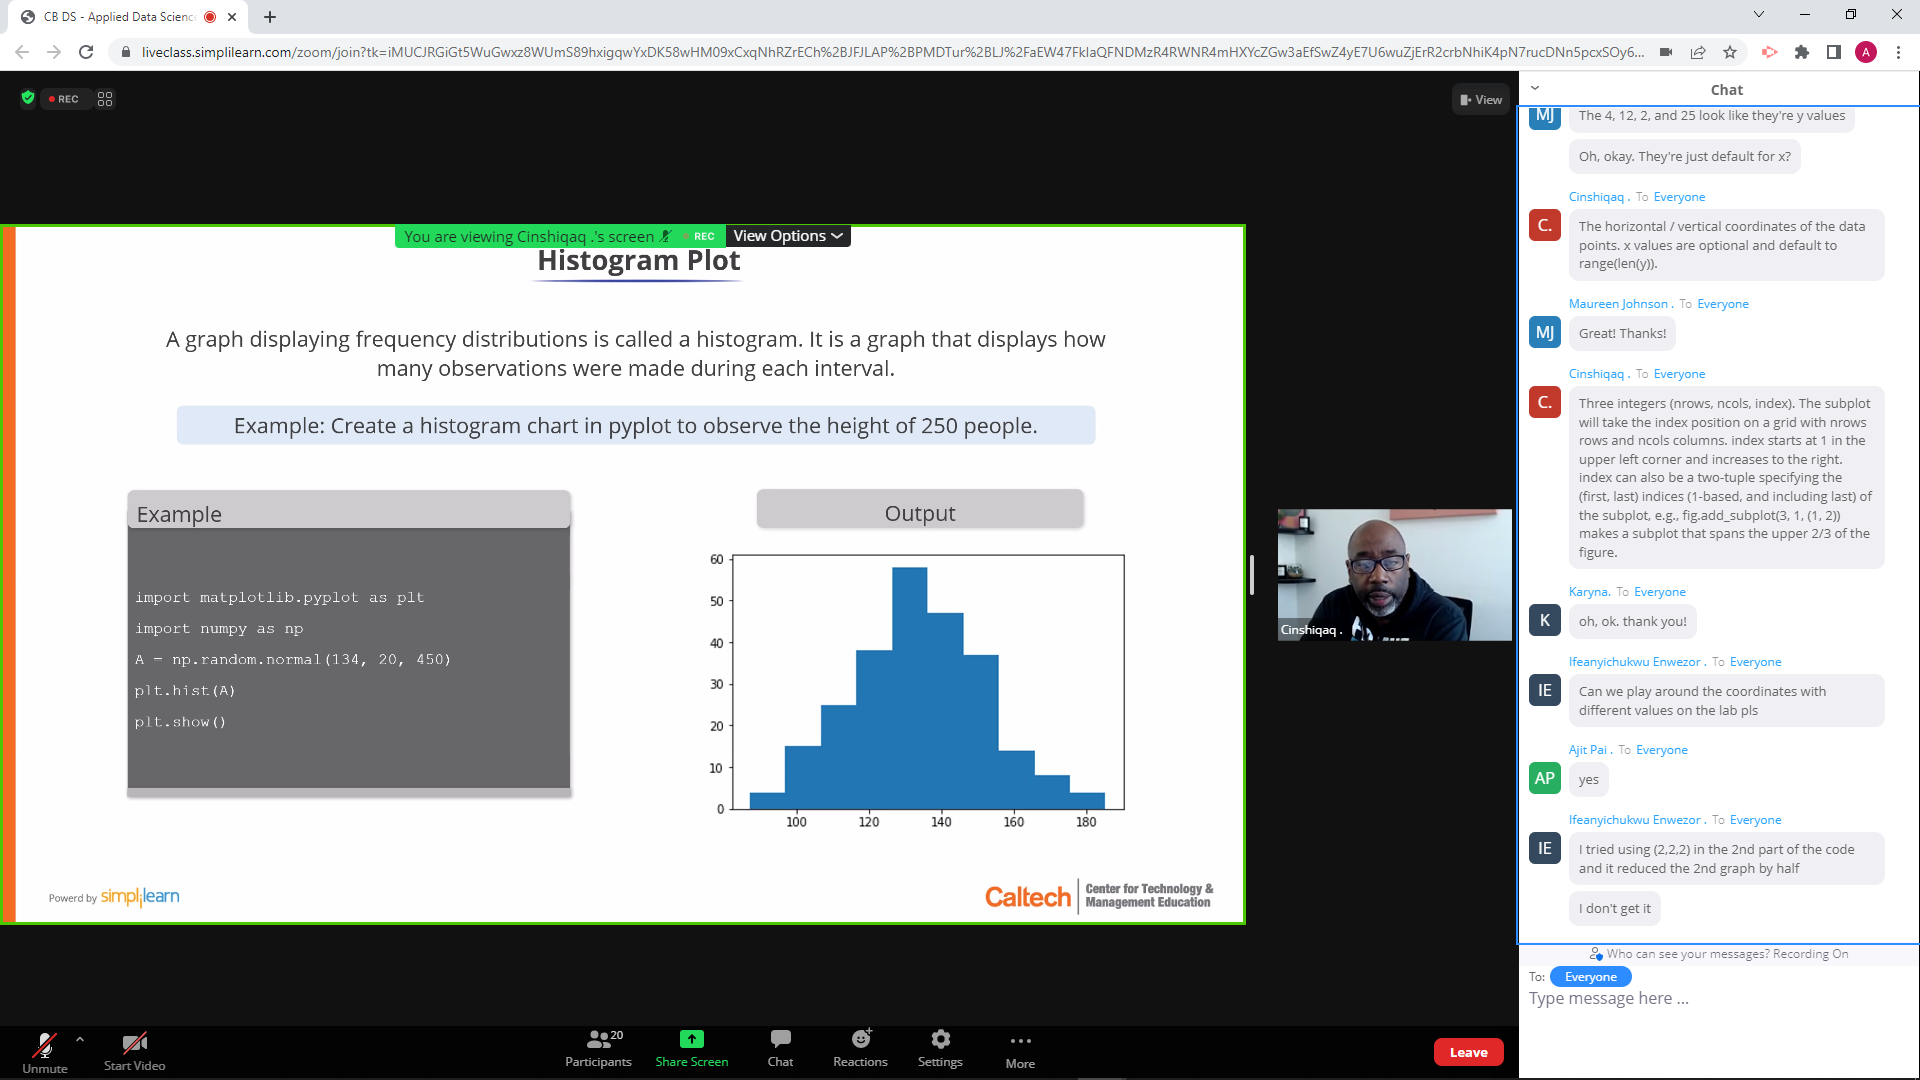 CB DS - Applied Data Scienc
liveclass.simplilearn.com/zoom/join?tk=iMUCJRGiGt5WuGwxz8WUmS89hxigqwYxDK58wHM09xCxqNhRZrECh%2BJFJLAP%2BPMDTur%2BLJ%2FaEW47FklaQFNDMzR4RWNR4mHXYcZGw3aEfSwZ4yE7U6wuZjErR2crbNhiK4pN7rucDNn5pcxSOy6...
A
REC
View
You are viewing Cinshiqaq .'s screen
REC
View Options
Histogram Plot
A graph displaying frequency distributions is called a histogram. It is a graph that displays how
many observations were made during each interval.
Example: Create a histogram chart in pyplot to observe the height of 250 people.
Example
import matplotlib.pyplot as plt
import numpy as np
A = np.random.normal(134, 20, 450)
plt.hist(A)
plt.show()
Output
60
50
40
30
20
10
0
100 120 140 160 180
Powerd by simplilearn
Caltech
Center for Technology &
Management Education
Cinshiqaq .
Chat
MJ
The 4, 12, 2, and 25 look like they're y values
Oh, okay. They're just default for x?
Cinshiqaq . To Everyone
C.
The horizontal / vertical coordinates of the data
points. x values are optional and default to
range(len(y)).
Maureen Johnson . To Everyone
MJ
Great! Thanks!
Cinshiqaq . To Everyone
C.
Three integers (nrows, ncols, index). The subplot
will take the index position on a grid with nrows
rows and ncols columns. index starts at 1 in the
upper left corner and increases to the right.
index can also be a two-tuple specifying the
(first, last) indices (1-based, and including last) of
the subplot, e.g., fig.add_subplot(3, 1, (1, 2))
makes a subplot that spans the upper 2/3 of the
figure.
Karyna. To Everyone
K
oh, ok. thank you!
Ifeanyichukwu Enwezor . To Everyone
IE
Can we play around the coordinates with
different values on the lab pls
Ajit Pai . To Everyone
AP
yes
Ifeanyichukwu Enwezor . To Everyone
IE
I tried using (2,2,2) in the 2nd part of the code
and it reduced the 2nd graph by half
I don't get it
Who can see your messages? Recording On
To: Everyone
Type message here ...
Unmute
Start Video
20
Participants
Share Screen
Chat
Reactions
Settings
More
Leave